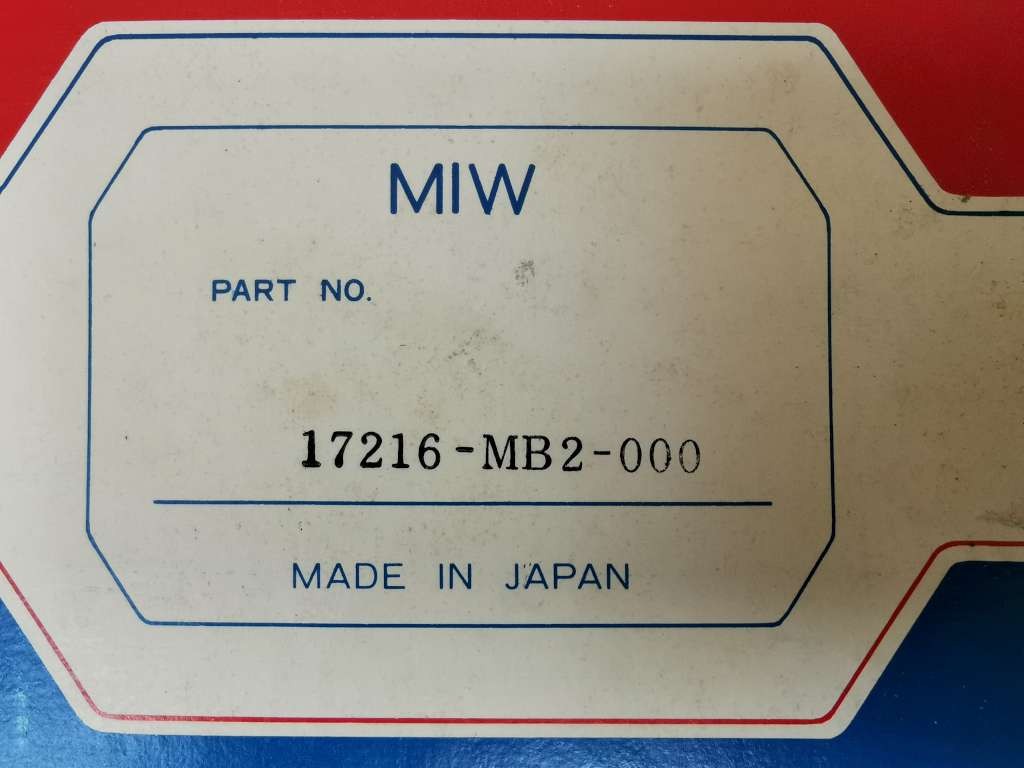 MIW
PART NO.
17216-MB2-000
MADE IN JAPAN